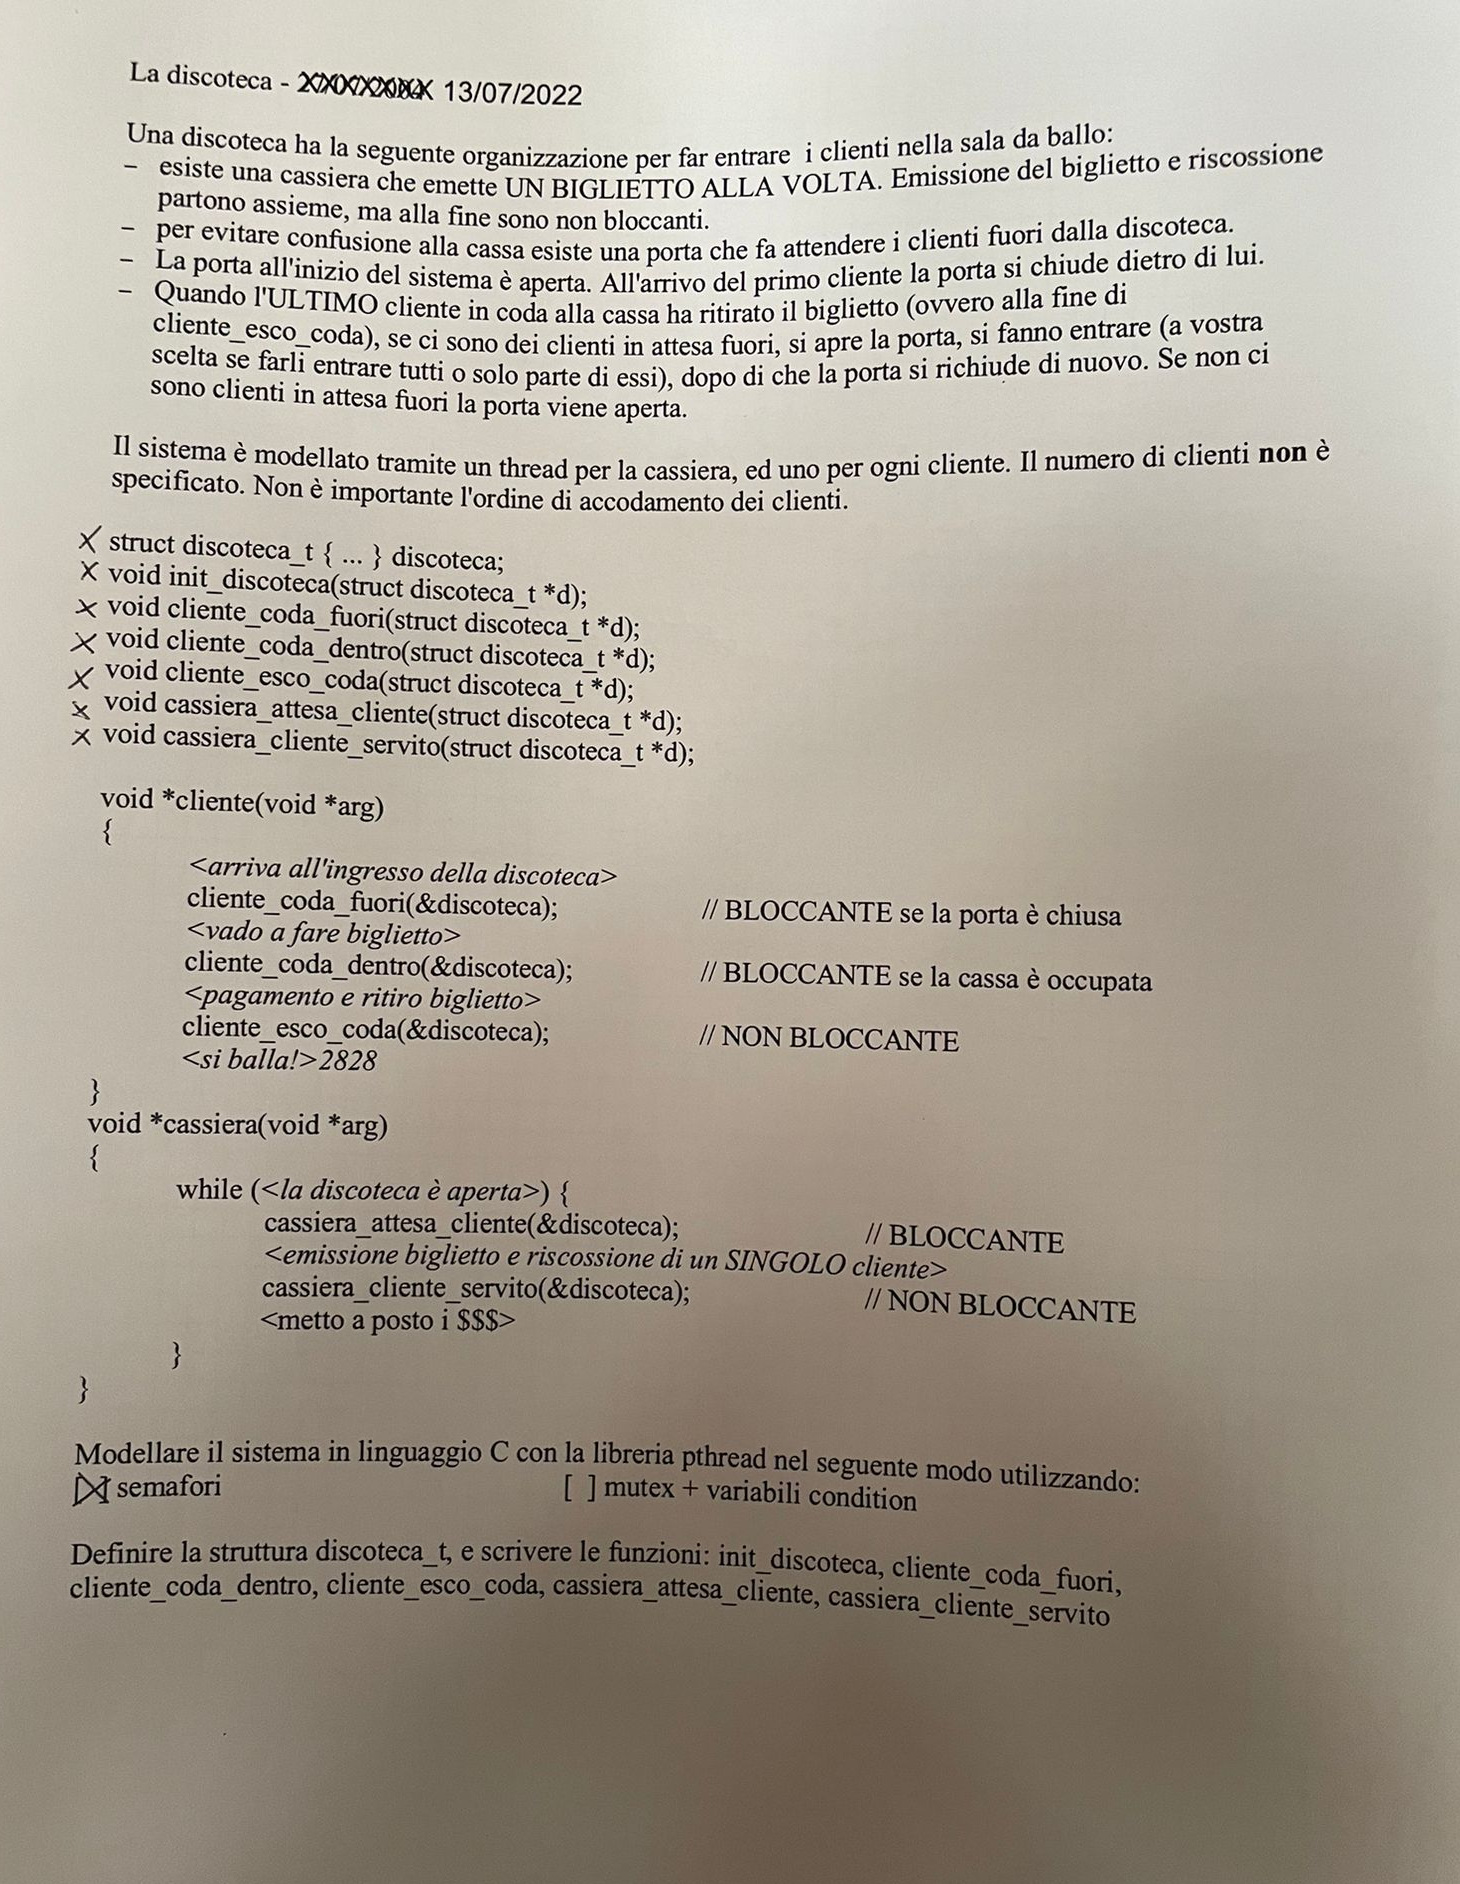 La discoteca - 13/07/2022
Una discoteca ha la seguente organizzazione per far entrare i clienti nella sala da ballo:
– esiste una cassiera che emette UN BIGLIETTO ALLA VOLTA. Emissione del biglietto e riscossione
partono assieme, ma alla fine sono non bloccanti.
– per evitare confusione alla cassa esiste una porta che fa attendere i clienti fuori dalla discoteca.
– La porta all'inizio del sistema è aperta. All'arrivo del primo cliente la porta si chiude dietro di lui.
– Quando l'ULTIMO cliente in coda alla cassa ha ritirato il biglietto (ovvero alla fine di
cliente_esco_coda), se ci sono dei clienti in attesa fuori, si apre la porta, si fanno entrare (a vostra
scelta se farli entrare tutti o solo parte di essi), dopo di che la porta si richiude di nuovo. Se non ci
sono clienti in attesa fuori la porta viene aperta.
Il sistema è modellato tramite un thread per la cassiera, ed uno per ogni cliente. Il numero di clienti non è
specificato. Non è importante l'ordine di accodamento dei clienti.
X struct discoteca_t { ... } discoteca;
X void init_discoteca(struct discoteca_t *d);
X void cliente_coda_fuori(struct discoteca_t *d);
X void cliente_coda_dentro(struct discoteca_t *d);
X void cliente_esco_coda(struct discoteca_t *d);
X void cassiera_attesa_cliente(struct discoteca_t *d);
X void cassiera_cliente_servito(struct discoteca_t *d);
void *cliente(void *arg)
{
<arriva all'ingresso della discoteca>
cliente_coda_fuori(&discoteca); // BLOCCANTE se la porta è chiusa
<vado a fare biglietto>
cliente_coda_dentro(&discoteca); // BLOCCANTE se la cassa è occupata
<pagamento e ritiro biglietto>
cliente_esco_coda(&discoteca); // NON BLOCCANTE
<si balla!>2828
}
void *cassiera(void *arg)
{
while (<la discoteca è aperta>) {
cassiera_attesa_cliente(&discoteca); // BLOCCANTE
<emissione biglietto e riscossione di un SINGOLO cliente>
cassiera_cliente_servito(&discoteca); // NON BLOCCANTE
<metto a posto i $$$>
}
}
Modellare il sistema in linguaggio C con la libreria pthread nel seguente modo utilizzando:
[X] semafori [ ] mutex + variabili condition
Definire la struttura discoteca_t, e scrivere le funzioni: init_discoteca, cliente_coda_fuori,
cliente_coda_dentro, cliente_esco_coda, cassiera_attesa_cliente, cassiera_cliente_servito